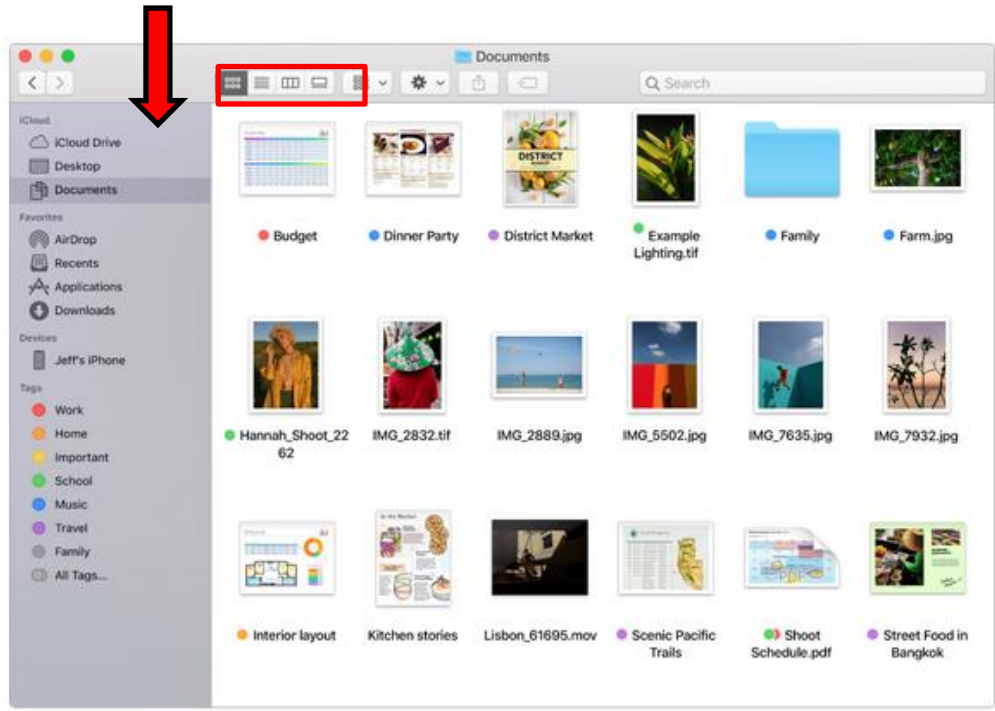 Documents
Search
iCloud
iCloud Drive
Desktop
Documents
Favorites
AirDrop
Recents
Applications
Downloads
Devices
Jeff's iPhone
Tags
Work
Home
Important
School
Music
Travel
Family
All Tags...
DISTRICT
Budget
Dinner Party
District Market
Example
Lighting.tif
Family
Farm.jpg
Hannah_Shoot_22
62
IMG_2832.tif
IMG_2889.jpg
IMG_5502.jpg
IMG_7635.jpg
IMG_7932.jpg
PDF
Interior layout
Kitchen stories
Lisbon_61695.mov
Scenic Pacific
Trails
Shoot
Schedule.pdf
Street Food in
Bangkok